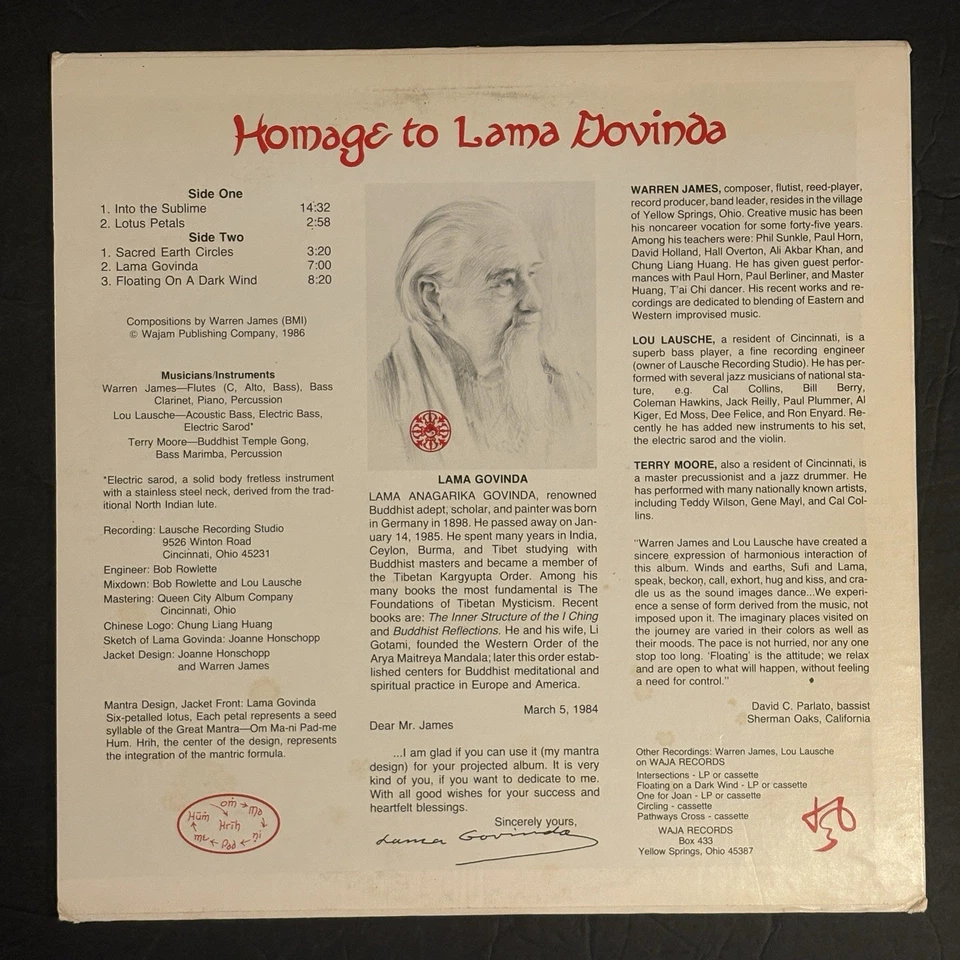 Homage to Lama Govinda
Side One
1. Into the Sublime 14:32
2. Lotus Petals 2:58
Side Two
1. Sacred Earth Circles 3:20
2. Lama Govinda 7:00
3. Floating On A Dark Wind 8:20
Compositions by Warren James (BMI)
© Wajam Publishing Company, 1986
Musicians/Instruments
Warren James—Flutes (C, Alto, Bass), Bass
Clarinet, Piano, Percussion
Lou Lausche—Acoustic Bass, Electric Bass,
Electric Sarod*
Terry Moore—Buddhist Temple Gong,
Bass Marimba, Percussion
*Electric sarod, a solid body fretless instrument
with a stainless steel neck, derived from the trad-
itional North Indian lute.
Recording: Lausche Recording Studio
9526 Winton Road
Cincinnati, Ohio 45231
Engineer: Bob Rowlette
Mixdown: Bob Rowlette and Lou Lausche
Mastering: Queen City Album Company
Cincinnati, Ohio
Chinese Logo: Chung Liang Huang
Sketch of Lama Govinda: Joanne Honschopp
Jacket Design: Joanne Honschopp
and Warren James
Mantra Design, Jacket Front: Lama Govinda
Six-petalled lotus, Each petal represents a seed
syllable of the Great Mantra—Om Ma-ni Pad-me
Hum. Hrih, the center of the design, represents
the integration of the mantric formula.
om
Hūm Ma
Hrīh
me Pad ni
LAMA GOVINDA
LAMA ANAGARIKA GOVINDA, renowned
Buddhist adept, scholar, and painter was born
in Germany in 1898. He passed away on Jan-
uary 14, 1985. He spent many years in India,
Ceylon, Burma, and Tibet studying with
Buddhist masters and became a member of
the Tibetan Kargyupta Order. Among his
many books the most fundamental is The
Foundations of Tibetan Mysticism. Recent
books are: The Inner Structure of the I Ching
and Buddhist Reflections. He and his wife, Li
Gotami, founded the Western Order of the
Arya Maitreya Mandala; later this order estab-
lished centers for Buddhist meditational and
spiritual practice in Europe and America.
March 5, 1984
Dear Mr. James
...I am glad if you can use it (my mantra
design) for your projected album. It is very
kind of you, if you want to dedicate to me.
With all good wishes for your success and
heartfelt blessings.
Sincerely yours,
Lama Govinda
WARREN JAMES, composer, flutist, reed-player,
record producer, band leader, resides in the village
of Yellow Springs, Ohio. Creative music has been
his noncareer vocation for some forty-five years.
Among his teachers were: Phil Sunkle, Paul Horn,
David Holland, Hall Overton, Ali Akbar Khan, and
Chung Liang Huang. He has given guest perfor-
mances with Paul Horn, Paul Berliner, and Master
Huang, T'ai Chi dancer. His recent works and re-
cordings are dedicated to blending of Eastern and
Western improvised music.
LOU LAUSCHE, a resident of Cincinnati, is a
superb bass player, a fine recording engineer
(owner of Lausche Recording Studio). He has per-
formed with several jazz musicians of national sta-
ture, e.g. Cal Collins, Bill Berry,
Coleman Hawkins, Jack Reilly, Paul Plummer, Al
Kiger, Ed Moss, Dee Felice, and Ron Enyard. Re-
cently he has added new instruments to his set,
the electric sarod and the violin.
TERRY MOORE, also a resident of Cincinnati, is
a master precussionist and a jazz drummer. He
has performed with many nationally known artists,
including Teddy Wilson, Gene Mayl, and Cal Col-
lins.
"Warren James and Lou Lausche have created a
sincere expression of harmonious interaction of
this album. Winds and earths, Sufi and Lama,
speak, beckon, call, exhort, hug and kiss, and cra-
dle us as the sound images dance...We experi-
ence a sense of form derived from the music, not
imposed upon it. The imaginary places visited on
the journey are varied in their colors as well as
their moods. The pace is not hurried, nor any one
stop too long. 'Floating' is the attitude; we relax
and are open to what will happen, without feeling
a need for control."
David C. Parlato, bassist
Sherman Oaks, California
Other Recordings: Warren James, Lou Lausche
on WAJA RECORDS
Intersections - LP or cassette
Floating on a Dark Wind - LP or cassette
One for Joan - LP or cassette
Circling - cassette
Pathways Cross - cassette
WAJA RECORDS
Box 433
Yellow Springs, Ohio 45387